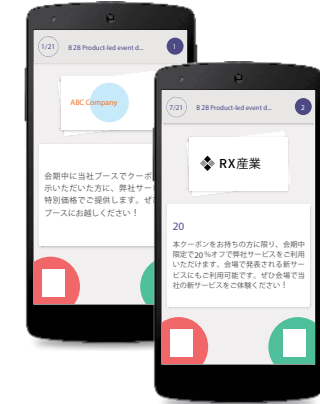 1/21 B2B Product-led event d... 1
ABC Company
会期中に当社ブースでクーポ
示いただいた方に、弊社サー
特別価格でご提供します。ぜ
ブースにお越しください！
7/21 B2B Product-led event d... 2
RX産業
20
本クーポンをお持ちの方に限り、会期中
限定で20%オフで弊社サービスをご利用
いただけます。会場で発表される新サー
ビスにもご利用可能です。ぜひ会場で当
社の新サービスをご体験ください！